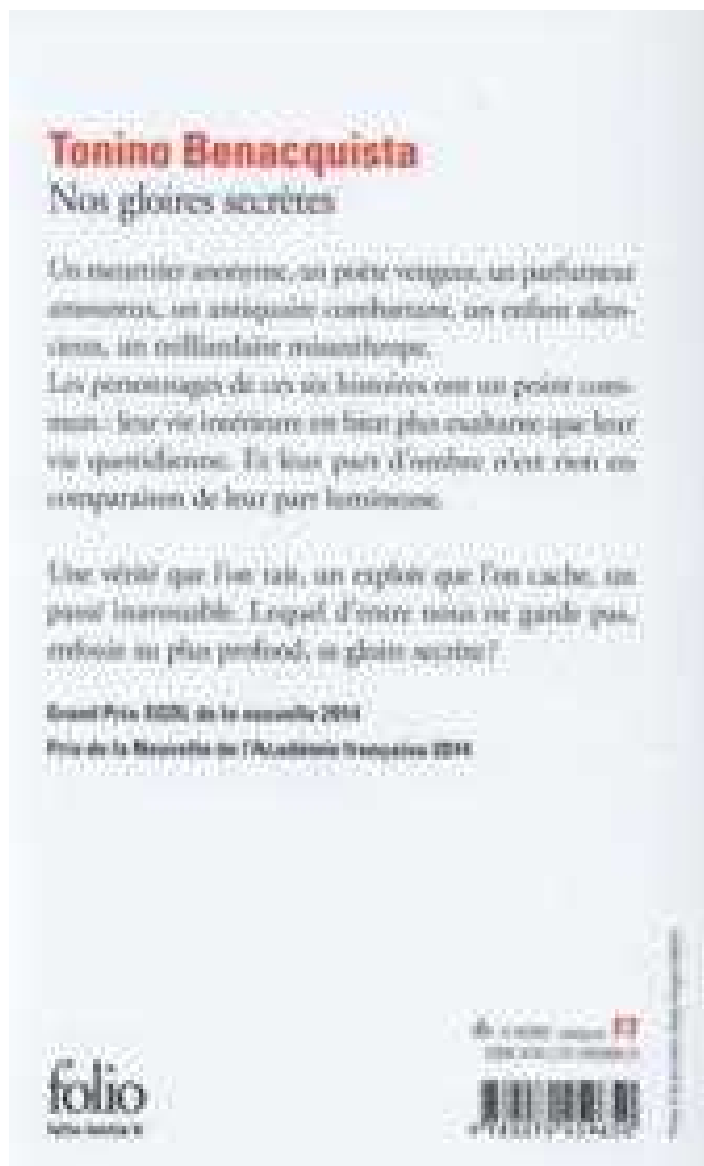 Tonino Benacquista
Nos gloires secrètes
Un meurtrier anonyme, un poète vengeur, un parfumeur
amoureux, un antiquaire combattant, un enfant silen-
cieux, un milliardaire misanthrope.
Les personnages de ces six histoires ont un point com-
mun : leur vie intérieure est bien plus exaltante que leur
vie quotidienne. Et leur part d'ombre n'est rien en
comparaison de leur part lumineuse.
Une vérité que l'on tait, un exploit que l'on cache, un
passé inavouable. Lequel d'entre nous ne garde pas,
enfouie au plus profond, sa gloire secrète ?
Grand Prix SGDL de la nouvelle 2014
Prix de la Nouvelle de l'Académie française 2014
folio